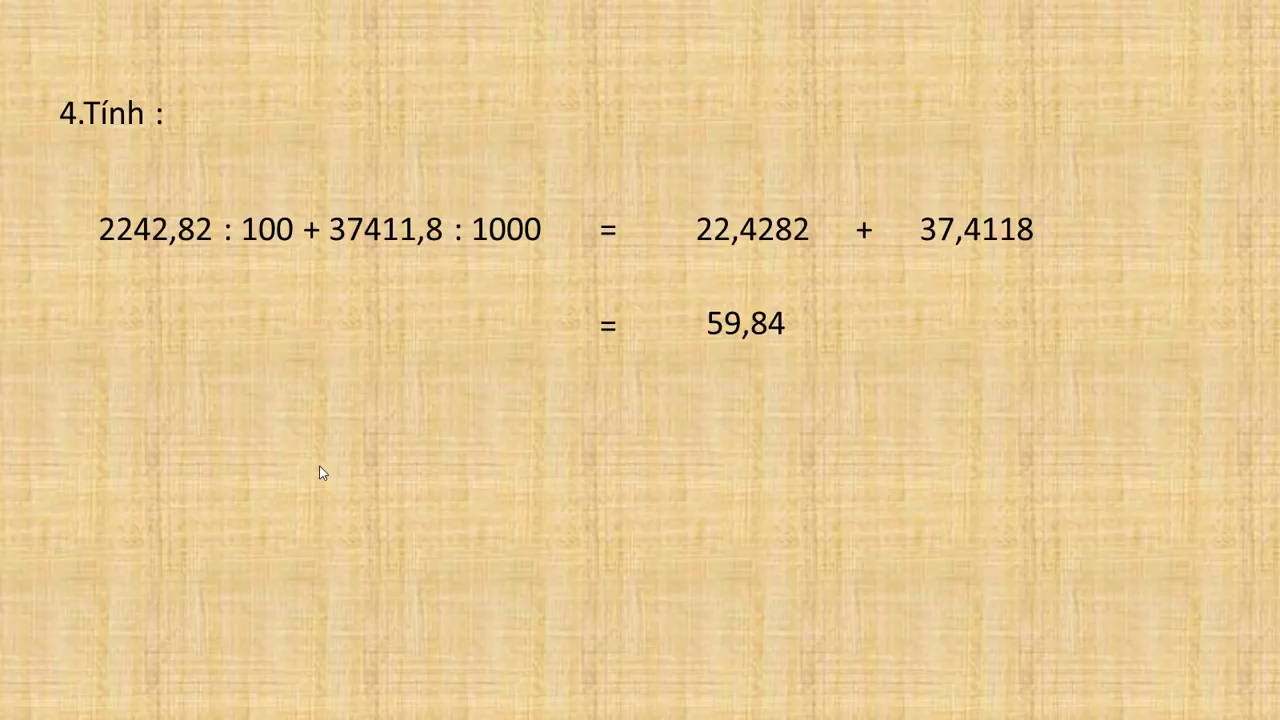 4.Tính :
2242,82 : 100 + 37411,8 : 1000 = 22,4282 + 37,4118
= 59,84